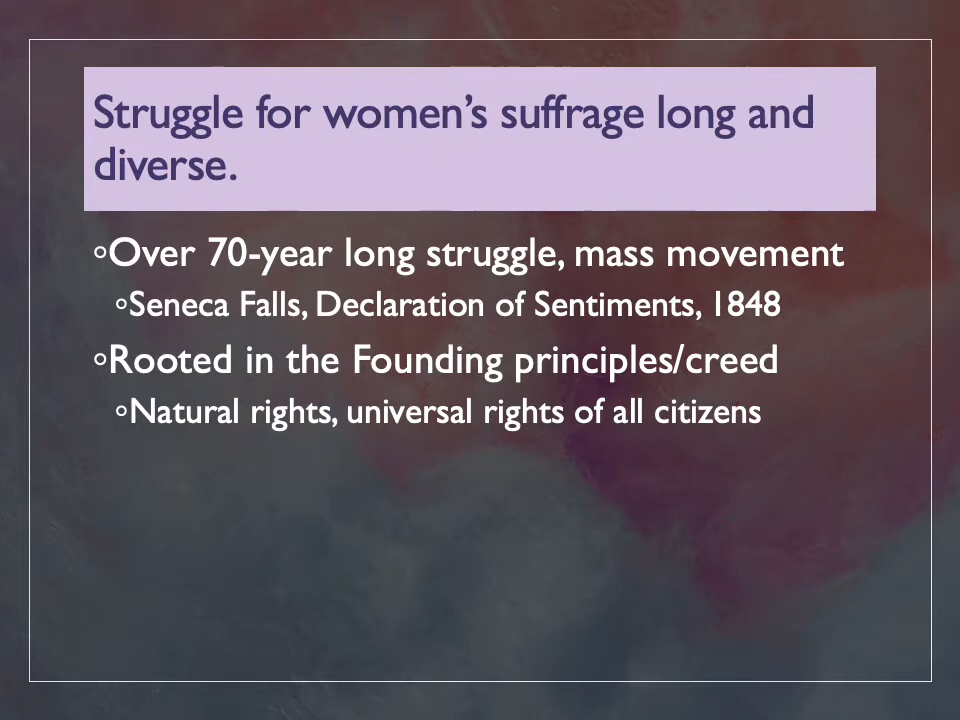 Struggle for women’s suffrage long and
diverse.
◦Over 70-year long struggle, mass movement
◦Seneca Falls, Declaration of Sentiments, 1848
◦Rooted in the Founding principles/creed
◦Natural rights, universal rights of all citizens